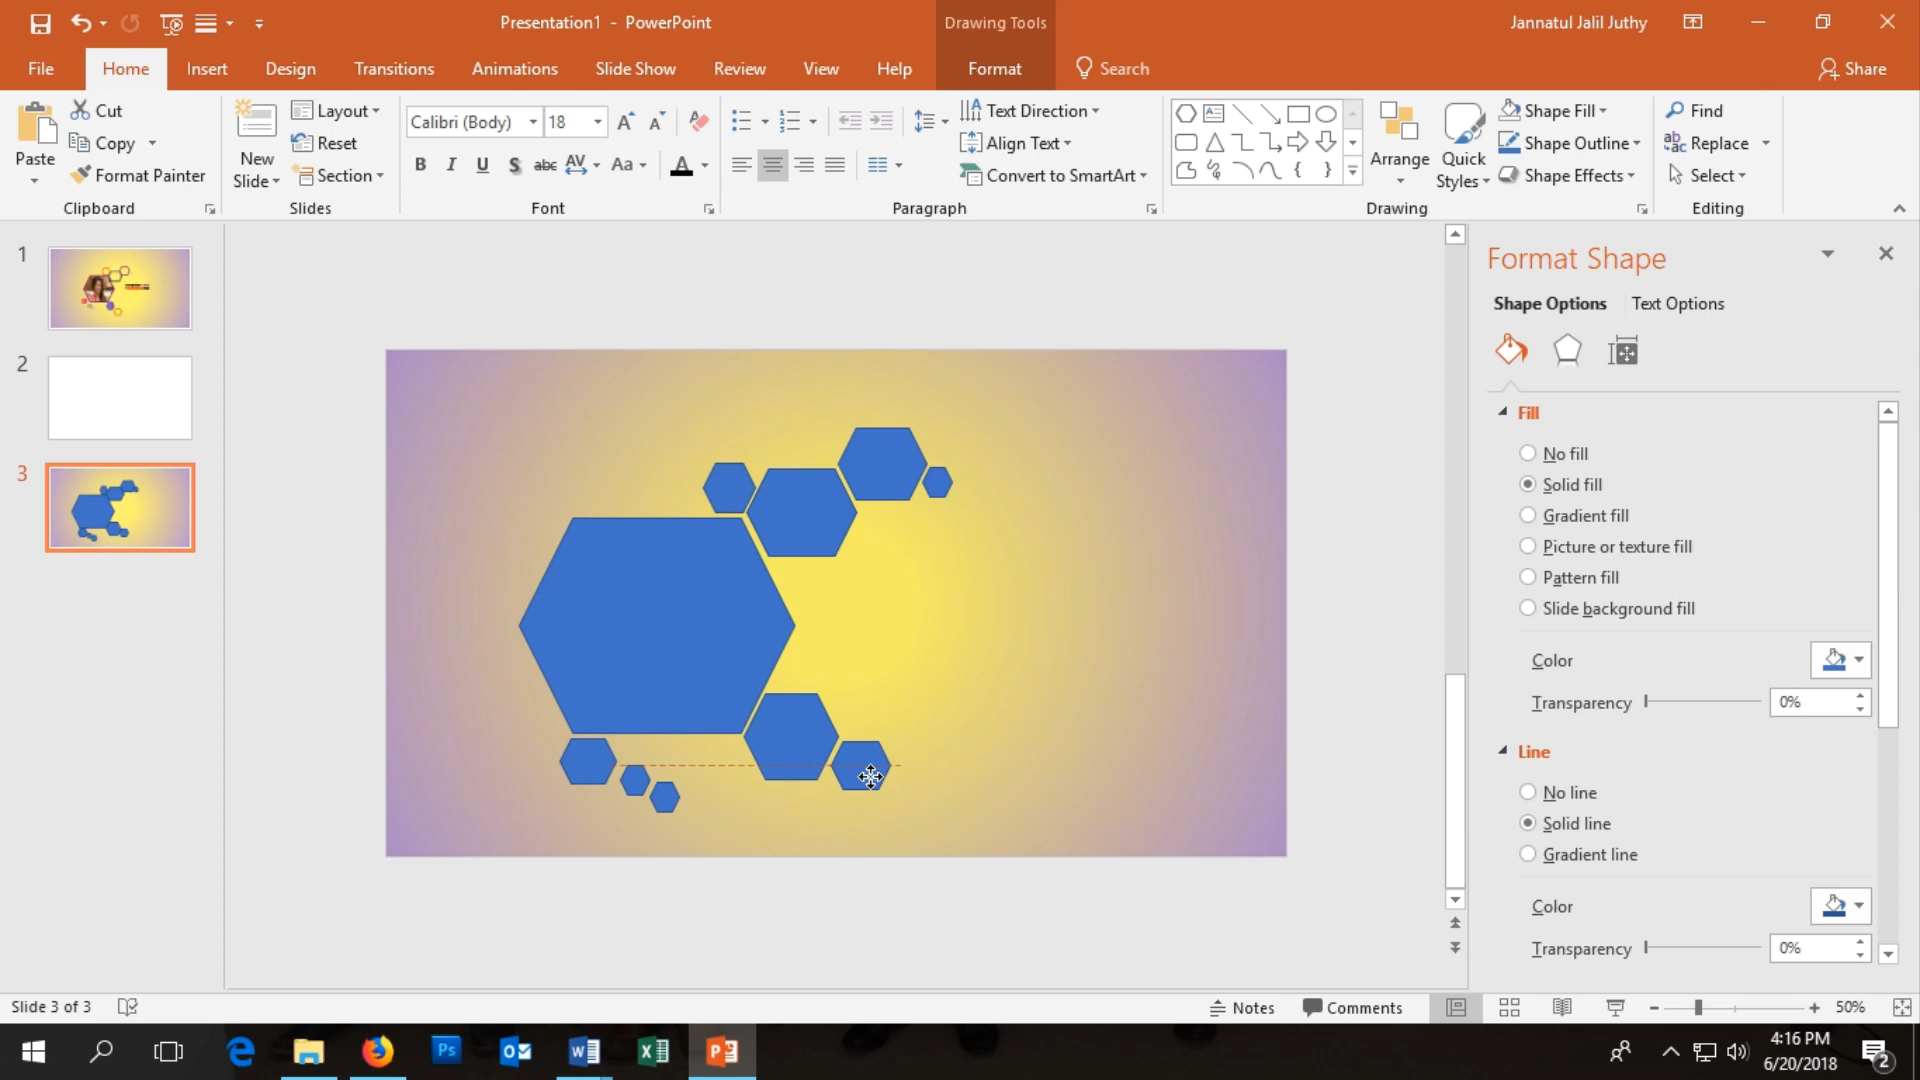 Presentation1 - PowerPoint
Drawing Tools
Jannatul Jalil Juthy
File
Home
Insert
Design
Transitions
Animations
Slide Show
Review
View
Help
Format
Search
Share
Paste
Cut
Copy
Format Painter
Clipboard
New
Slide
Layout
Reset
Section
Slides
Calibri (Body)
18
B I U S abc AV Aa A
Font
Text Direction
Align Text
Convert to SmartArt
Paragraph
Arrange
Quick
Styles
Shape Fill
Shape Outline
Shape Effects
Drawing
Find
Replace
Select
Editing
1
2
3
Format Shape
Shape Options
Text Options
Fill
No fill
Solid fill
Gradient fill
Picture or texture fill
Pattern fill
Slide background fill
Color
Transparency
0%
Line
No line
Solid line
Gradient line
Color
Transparency
0%
Slide 3 of 3
Notes
Comments
50%
Ps
4:16 PM
6/20/2018
2